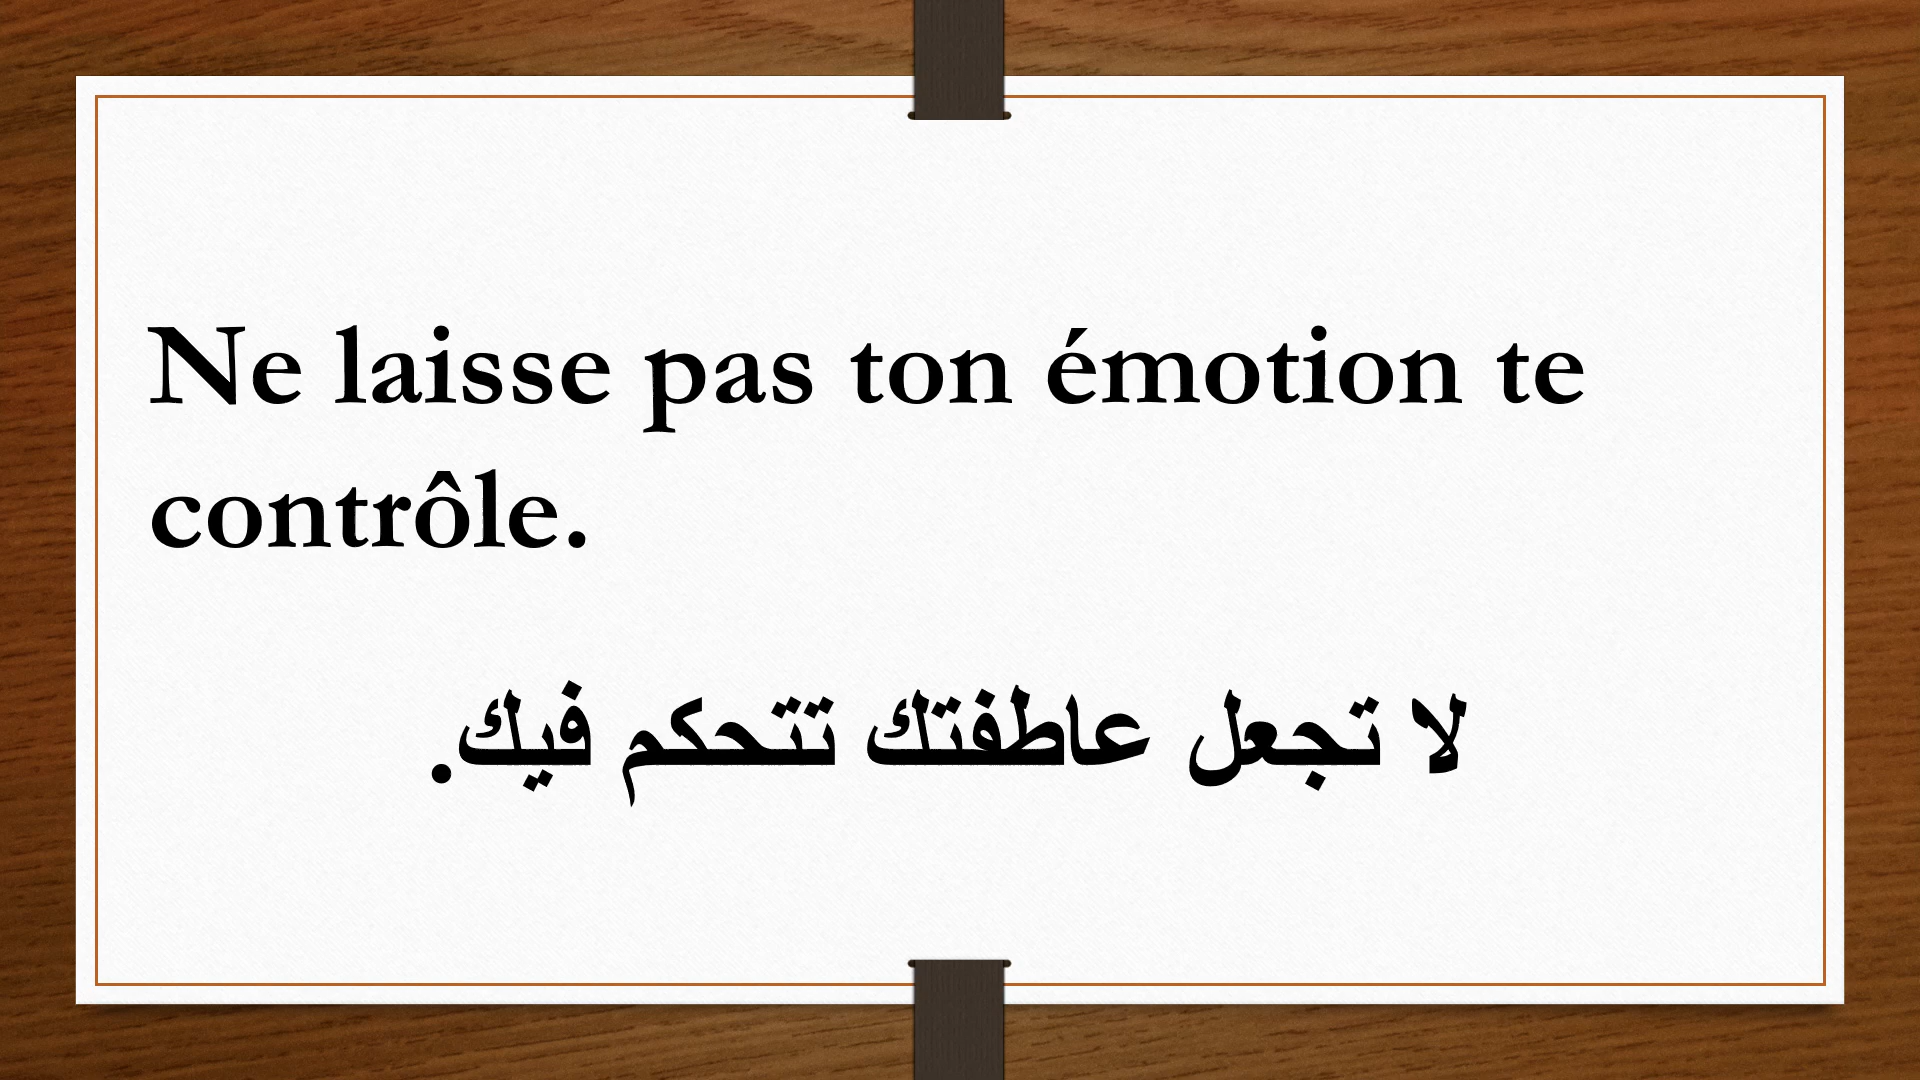 Ne laisse pas ton émotion te
contrôle.
لا تجعل عاطفتك تتحكم فيك.